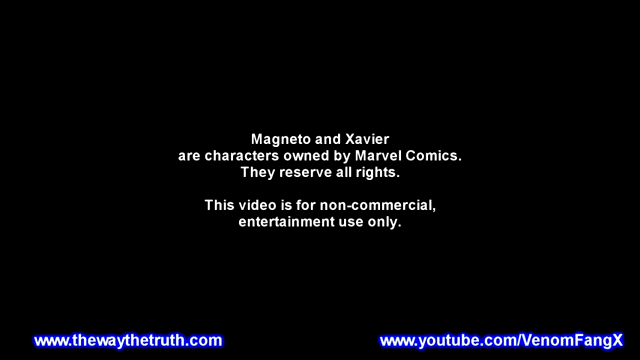 Magneto and Xavier
are characters owned by Marvel Comics.
They reserve all rights.
This video is for non-commercial,
entertainment use only.
www.thewaythetruth.com
www.youtube.com/VenomFangX